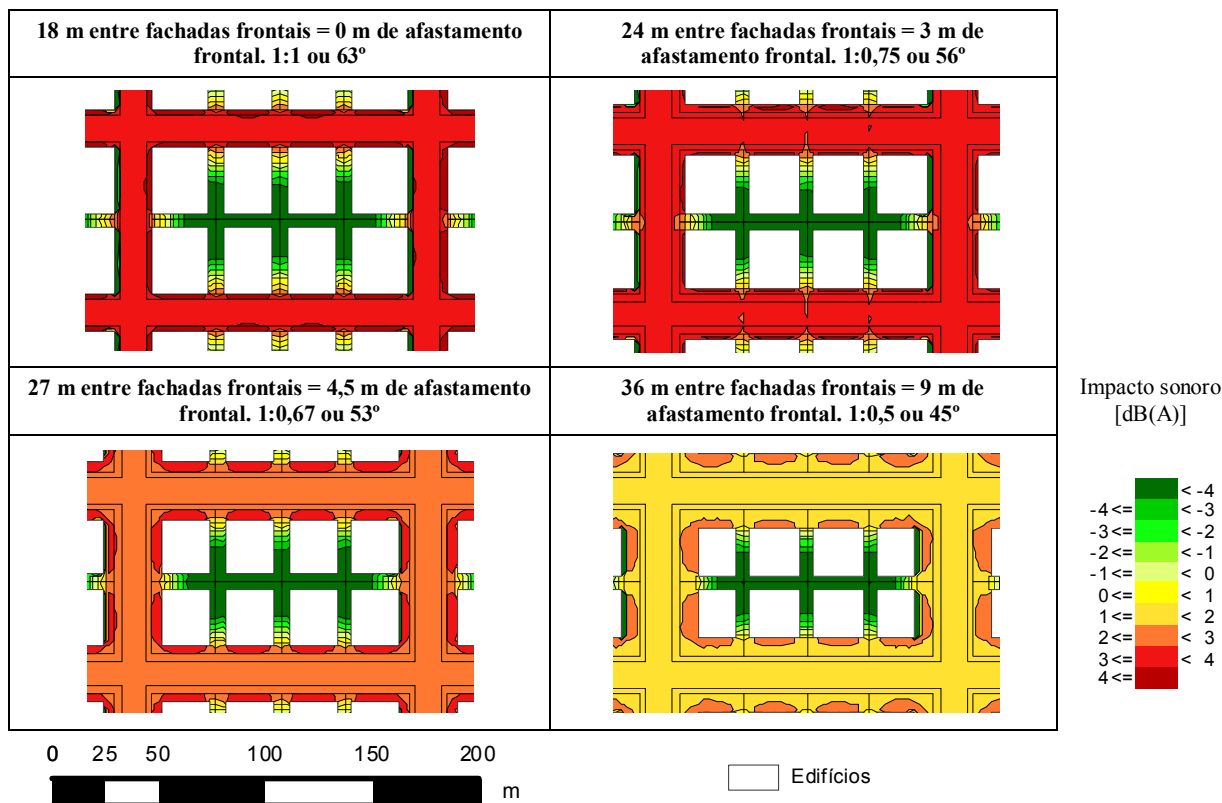 18 m entre fachadas frontais = 0 m de afastamento
frontal. 1:1 ou 63º
24 m entre fachadas frontais = 3 m de
afastamento frontal. 1:0,75 ou 56º
27 m entre fachadas frontais = 4,5 m de afastamento
frontal. 1:0,67 ou 53º
36 m entre fachadas frontais = 9 m de
afastamento frontal. 1:0,5 ou 45º
Impacto sonoro
[dB(A)]
< -4
-4 <= < -3
-3 <= < -2
-2 <= < -1
-1 <= < 0
0 <= < 1
1 <= < 2
2 <= < 3
3 <= < 4
4 <=
0 25 50 100 150 200
m
Edifícios